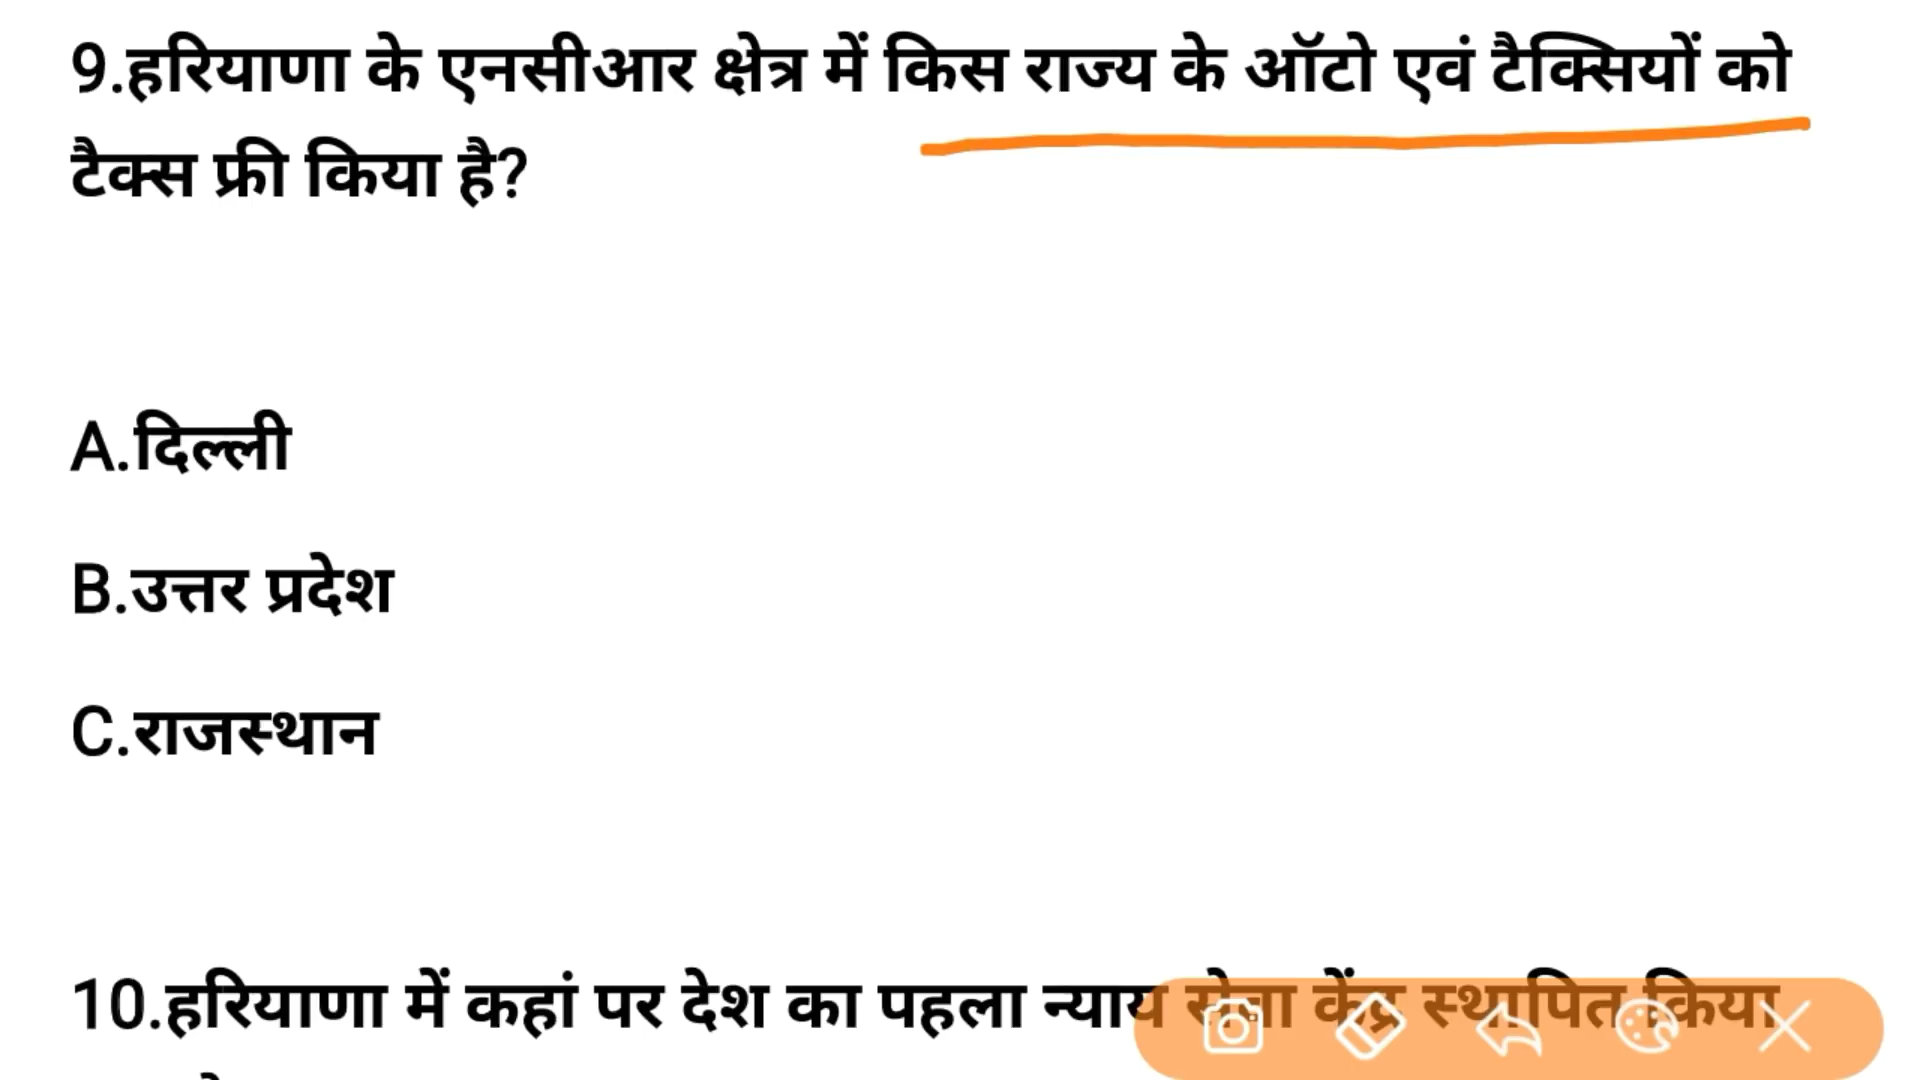 9.हरियाणा के एनसीआर क्षेत्र में किस राज्य के ऑटो एवं टैक्सियों को
टैक्स फ्री किया है?
A.दिल्ली
B.उत्तर प्रदेश
C.राजस्थान
10.हरियाणा में कहां पर देश का पहला न्याय सेवा केंद्र स्थापित किया